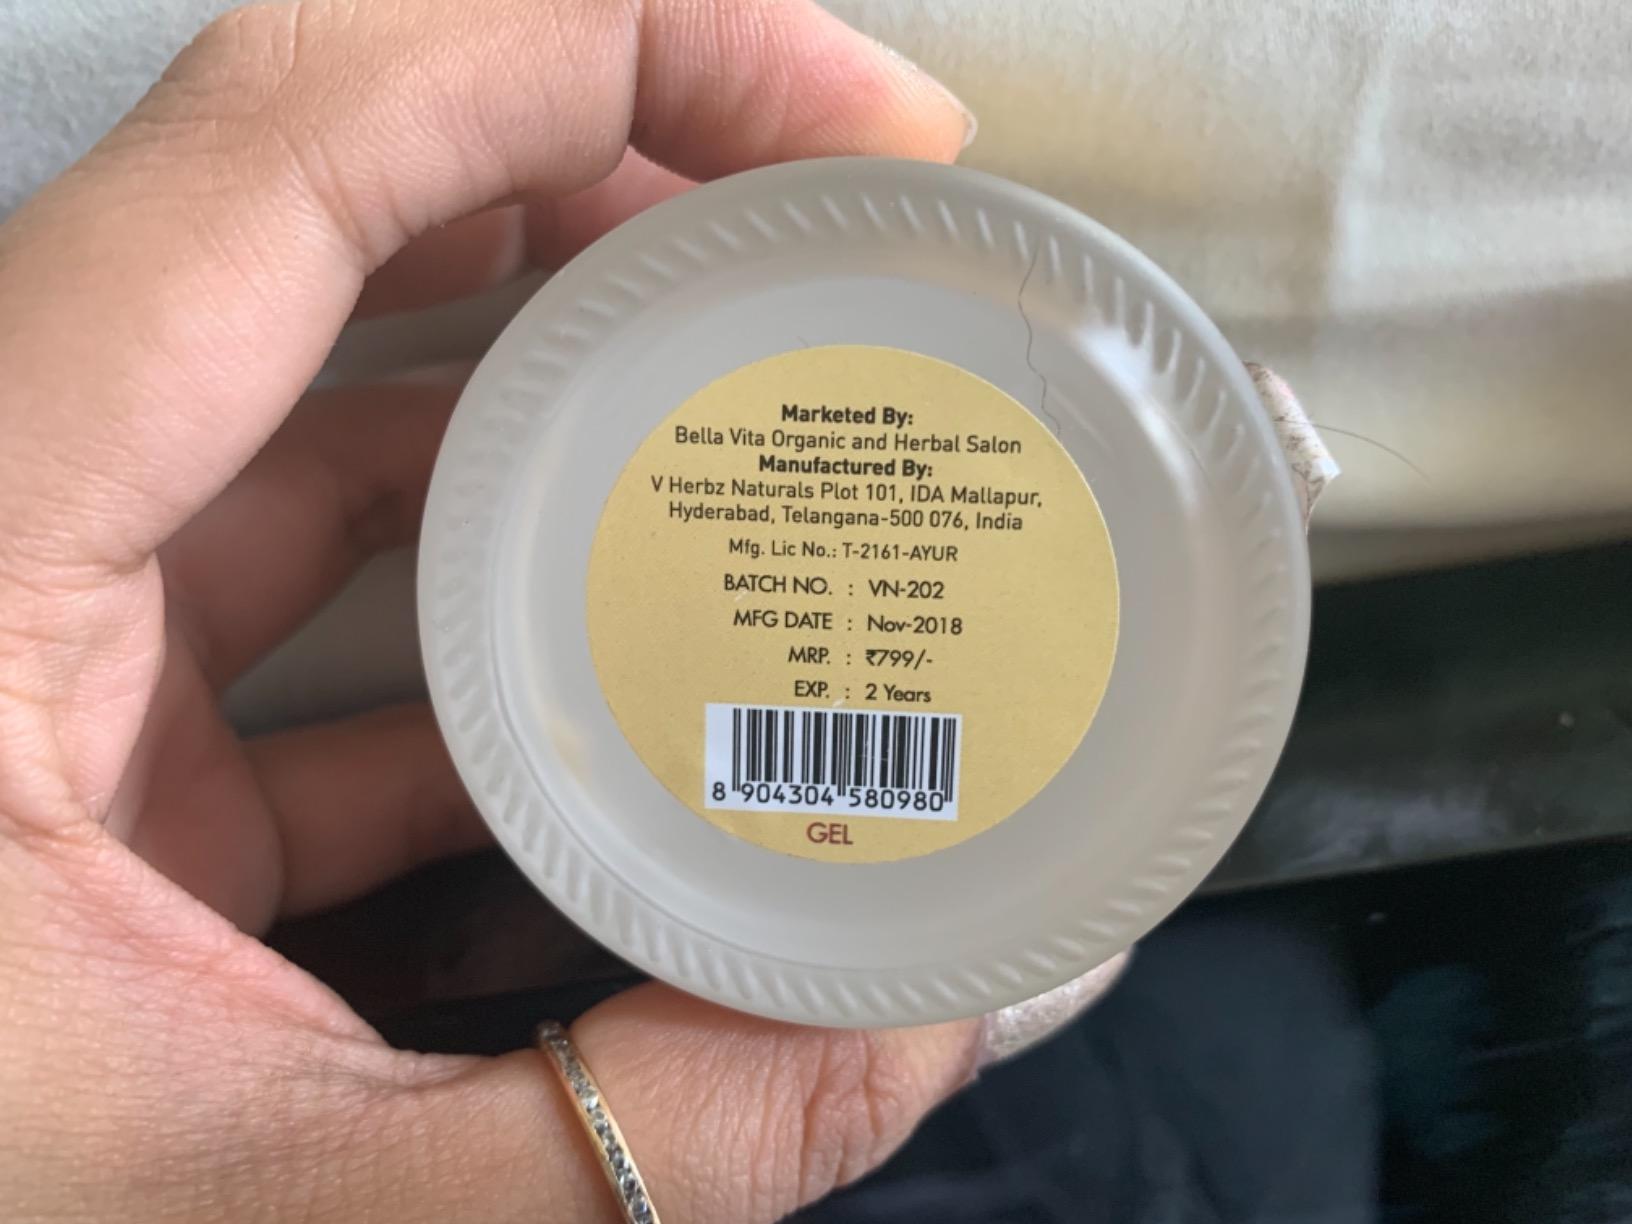 Marketed By:
Bella Vita Organic and Herbal Salon
Manufactured By:
V Herbz Naturals Plot 101, IDA Mallapur,
Hyderabad, Telangana-500 076, India
Mfg. Lic No.: T-2161-AYUR
BATCH NO. : VN-202
MFG DATE : Nov-2018
MRP. : ₹799/-
EXP. : 2 Years
8 904304 580980
GEL